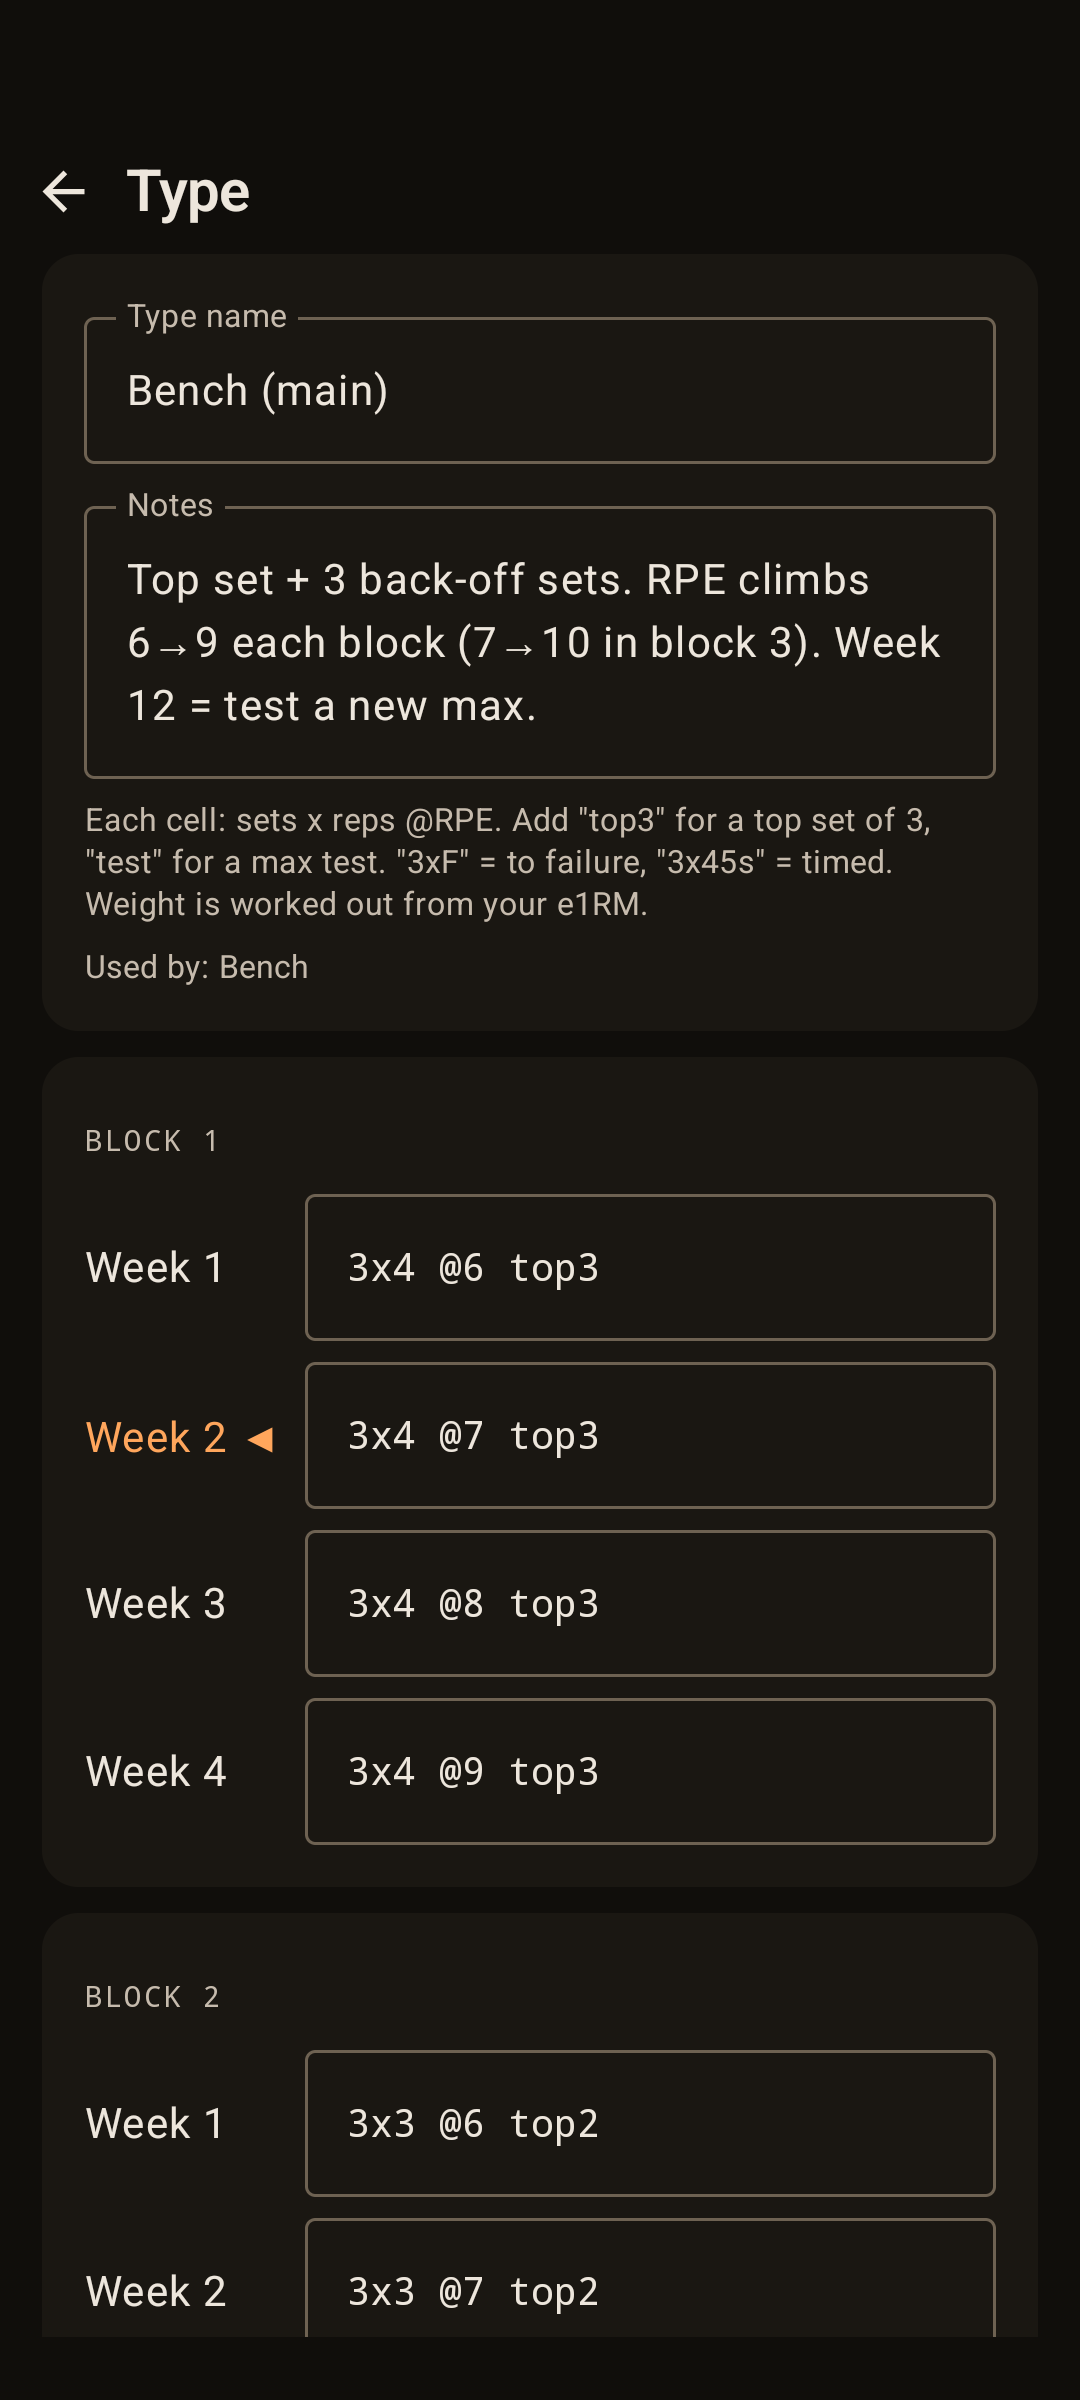 Type
Type name
Bench (main)
Notes
Top set + 3 back-off sets. RPE climbs
6→9 each block (7→10 in block 3). Week
12 = test a new max.
Each cell: sets x reps @RPE. Add "top3" for a top set of 3,
"test" for a max test. "3xF" = to failure, "3x45s" = timed.
Weight is worked out from your e1RM.
Used by: Bench
BLOCK 1
Week 1 3x4 @6 top3
Week 2 ◀ 3x4 @7 top3
Week 3 3x4 @8 top3
Week 4 3x4 @9 top3
BLOCK 2
Week 1 3x3 @6 top2
Week 2 3x3 @7 top2